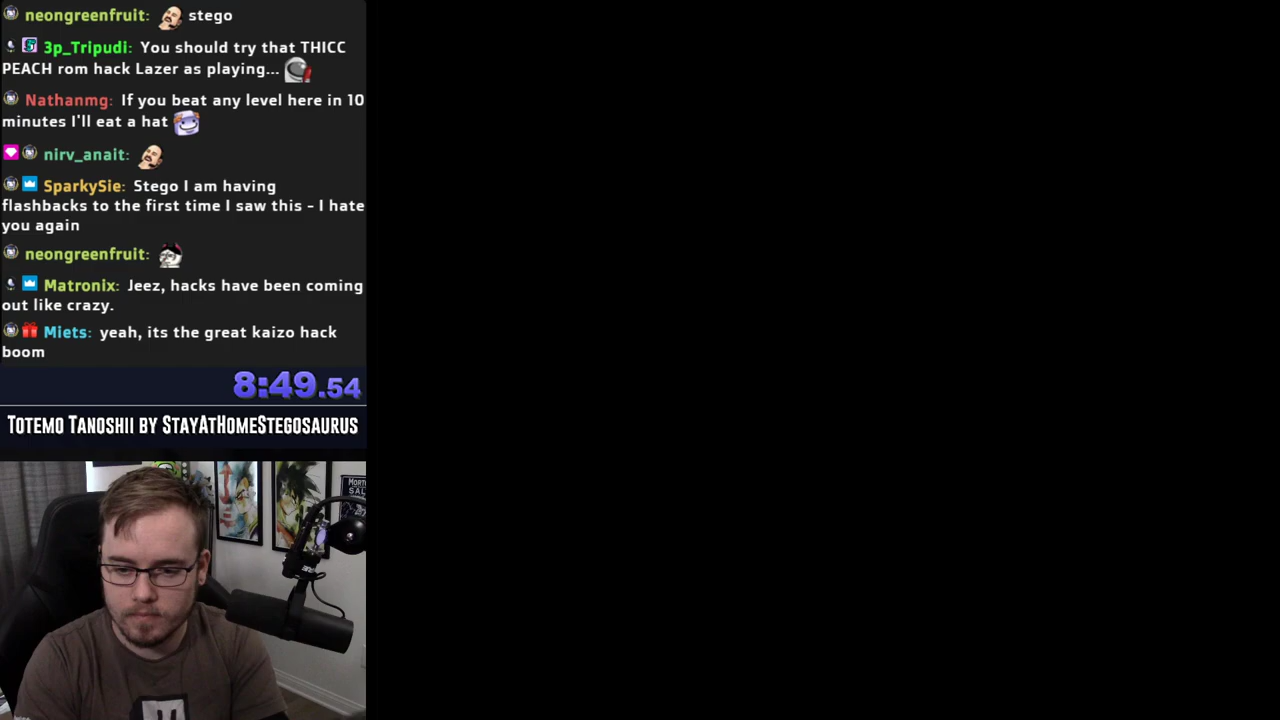 neongreenfruit: stego
3p_Tripudi: You should try that THICC
PEACH rom hack Lazer as playing...
Nathanmg: If you beat any level here in 10
minutes I'll eat a hat
nirv_anait:
SparkySie: Stego I am having
flashbacks to the first time I saw this - I hate
you again
neongreenfruit:
Matronix: Jeez, hacks have been coming
out like crazy.
Miets: yeah, its the great kaizo hack
boom
8:49.54
Totemo Tanoshii by StayAtHomeStegosaurus